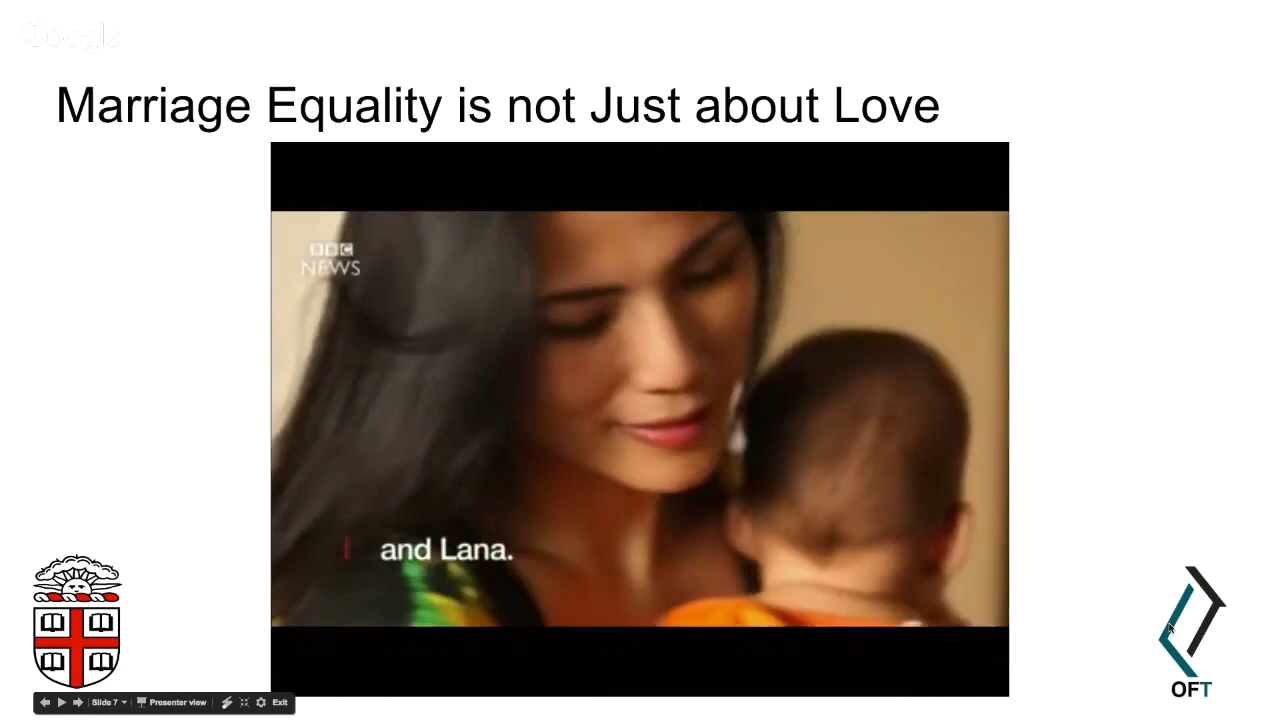 Google
Marriage Equality is not Just about Love
BBC
NEWS
and Lana.
Slide 7
Presenter view
Exit
OFT